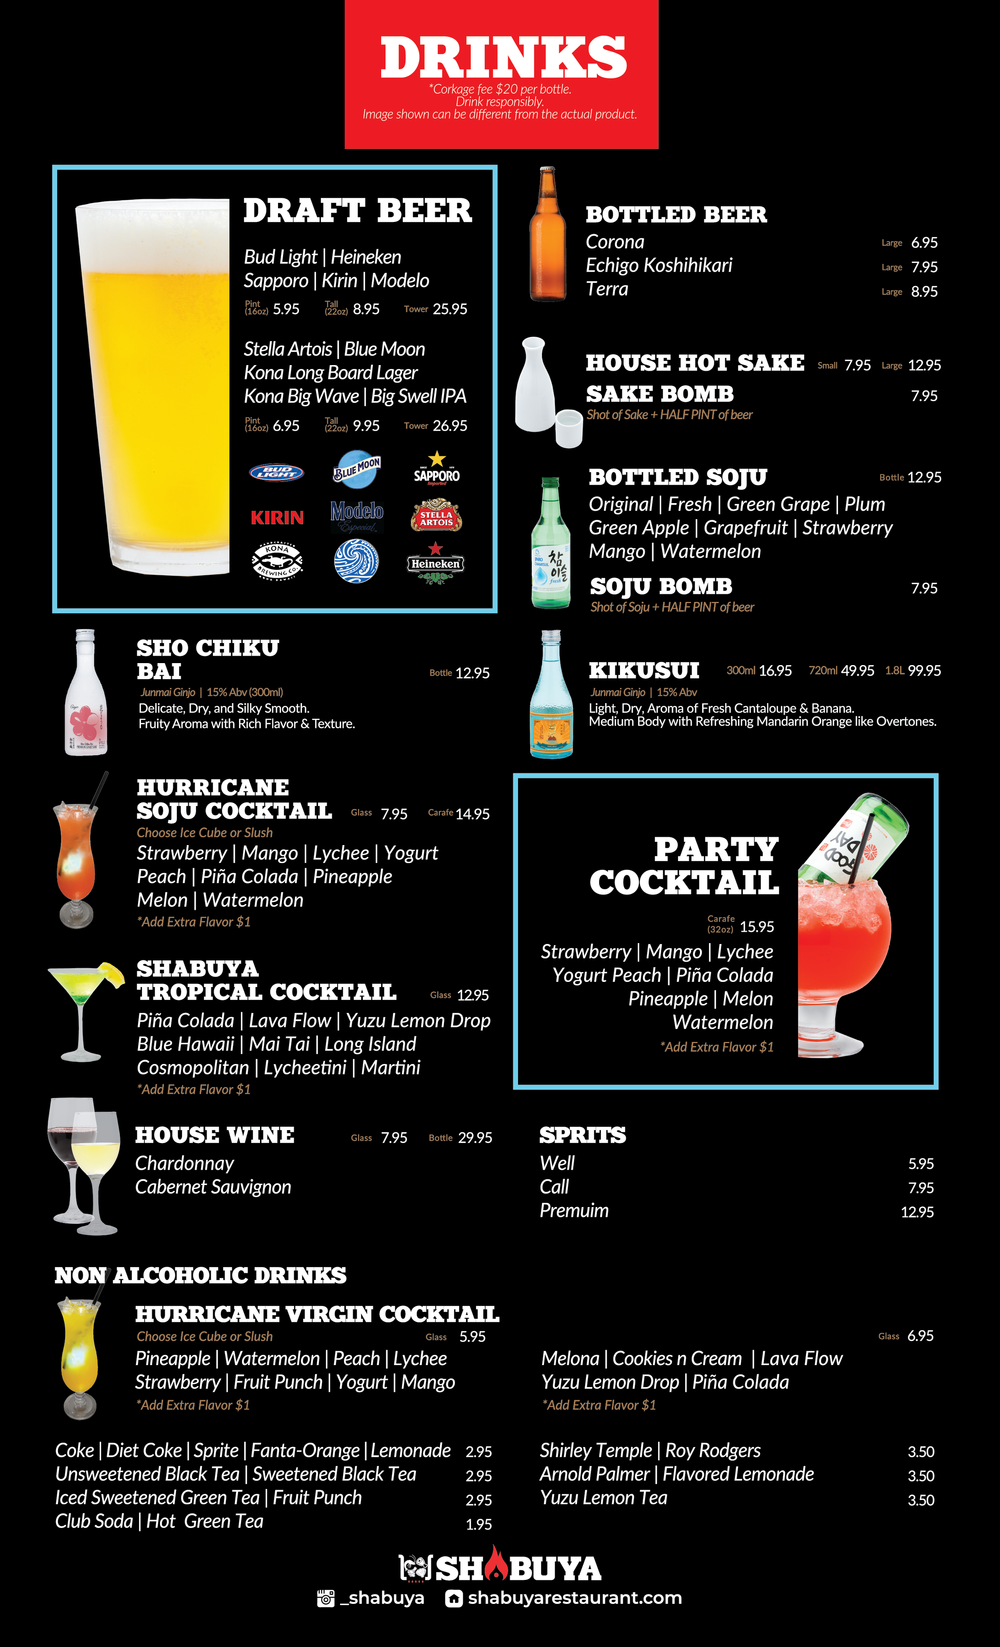 DRINKS
*Corkage fee $20 per bottle.
Drink responsibly.
Image shown can be different from the actual product.
DRAFT BEER
Bud Light | Heineken
Sapporo | Kirin | Modelo
Pint (16oz) 5.95 Tall (22oz) 8.95 Tower 25.95
Stella Artois | Blue Moon
Kona Long Board Lager
Kona Big Wave | Big Swell IPA
Pint (16oz) 6.95 Tall (22oz) 9.95 Tower 26.95
BUD LIGHT BLUE MOON SAPPORO
KIRIN Modelo Especial STELLA ARTOIS
KONA BREWING CO. Heineken
BOTTLED BEER
Corona Large 6.95
Echigo Koshihikari Large 7.95
Terra Large 8.95
HOUSE HOT SAKE Small 7.95 Large 12.95
SAKE BOMB 7.95
Shot of Sake + HALF PINT of beer
BOTTLED SOJU Bottle 12.95
Original | Fresh | Green Grape | Plum
Green Apple | Grapefruit | Strawberry
Mango | Watermelon
참이슬
fresh
SOJU BOMB 7.95
Shot of Soju + HALF PINT of beer
SHO CHIKU
BAI Bottle 12.95
Junmai Ginjo | 15% Abv (300ml)
Delicate, Dry, and Silky Smooth.
Fruity Aroma with Rich Flavor & Texture.
KIKUSUI 300ml 16.95 720ml 49.95 1.8L 99.95
Junmai Ginjo | 15% Abv
Light, Dry, Aroma of Fresh Cantaloupe & Banana.
Medium Body with Refreshing Mandarin Orange like Overtones.
HURRICANE
SOJU COCKTAIL Glass 7.95 Carafe 14.95
Choose Ice Cube or Slush
Strawberry | Mango | Lychee | Yogurt
Peach | Piña Colada | Pineapple
Melon | Watermelon
*Add Extra Flavor $1
PARTY
COCKTAIL
Carafe (32oz) 15.95
Strawberry | Mango | Lychee
Yogurt Peach | Piña Colada
Pineapple | Melon
Watermelon
*Add Extra Flavor $1
GOOD DAY
SHABUYA
TROPICAL COCKTAIL Glass 12.95
Piña Colada | Lava Flow | Yuzu Lemon Drop
Blue Hawaii | Mai Tai | Long Island
Cosmopolitan | Lycheetini | Martini
*Add Extra Flavor $1
HOUSE WINE Glass 7.95 Bottle 29.95
Chardonnay
Cabernet Sauvignon
SPRITS
Well 5.95
Call 7.95
Premuim 12.95
NON ALCOHOLIC DRINKS
HURRICANE VIRGIN COCKTAIL
Choose Ice Cube or Slush Glass 5.95
Pineapple | Watermelon | Peach | Lychee
Strawberry | Fruit Punch | Yogurt | Mango
*Add Extra Flavor $1
Glass 6.95
Melona | Cookies n Cream | Lava Flow
Yuzu Lemon Drop | Piña Colada
*Add Extra Flavor $1
Coke | Diet Coke | Sprite | Fanta-Orange | Lemonade 2.95
Unsweetened Black Tea | Sweetened Black Tea 2.95
Iced Sweetened Green Tea | Fruit Punch 2.95
Club Soda | Hot Green Tea 1.95
Shirley Temple | Roy Rodgers 3.50
Arnold Palmer | Flavored Lemonade 3.50
Yuzu Lemon Tea 3.50
SHABUYA
_shabuya shabuyarestaurant.com